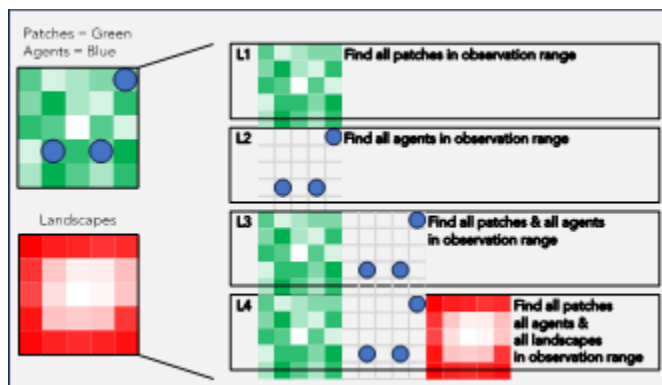 Patches = Green
Agents = Blue
Landscapes
L1
Find all patches in observation range
L2
Find all agents in observation range
L3
Find all patches & all agents
in observation range
L4
Find all patches
all agents &
all landscapes
in observation range